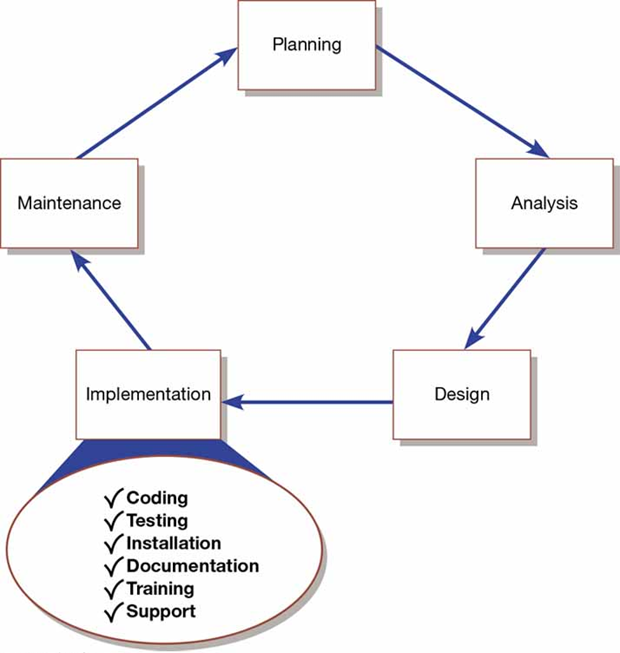 Planning
Maintenance
Analysis
Implementation
Design
Coding
Testing
Installation
Documentation
Training
Support